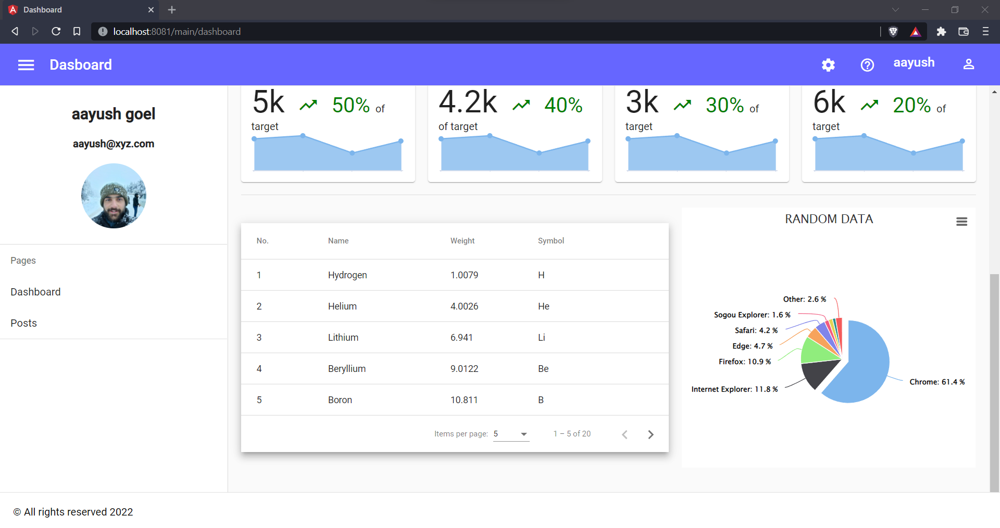 Dashboard
localhost:8081/main/dashboard
Dasboard
aayush
aayush goel
aayush@xyz.com
Pages
Dashboard
Posts
5k 50% of
target
4.2k 40%
of target
3k 30% of
target
6k 20% of
target
No. Name Weight Symbol
1 Hydrogen 1.0079 H
2 Helium 4.0026 He
3 Lithium 6.941 Li
4 Beryllium 9.0122 Be
5 Boron 10.811 B
Items per page: 5 1 – 5 of 20
RANDOM DATA
Other: 2.6 %
Sogou Explorer: 1.6 %
Safari: 4.2 %
Edge: 4.7 %
Firefox: 10.9 %
Internet Explorer: 11.8 %
Chrome: 61.4 %
© All rights reserved 2022